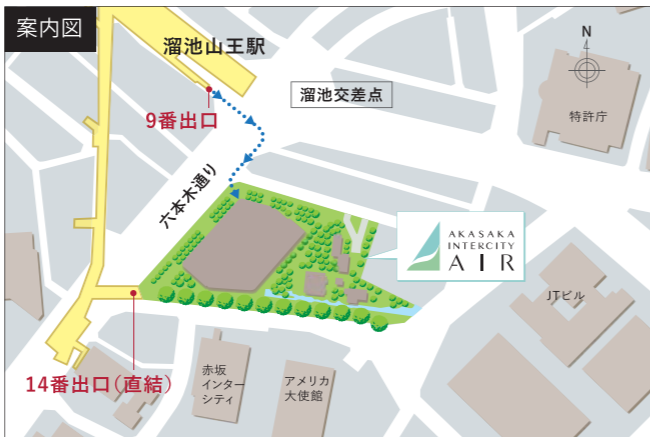 案内図
溜池山王駅
N
溜池交差点
9番出口
特許庁
六本木通り
AKASAKA
INTERCITY
AIR
JTビル
14番出口(直結)
赤坂
インター
シティ
アメリカ
大使館